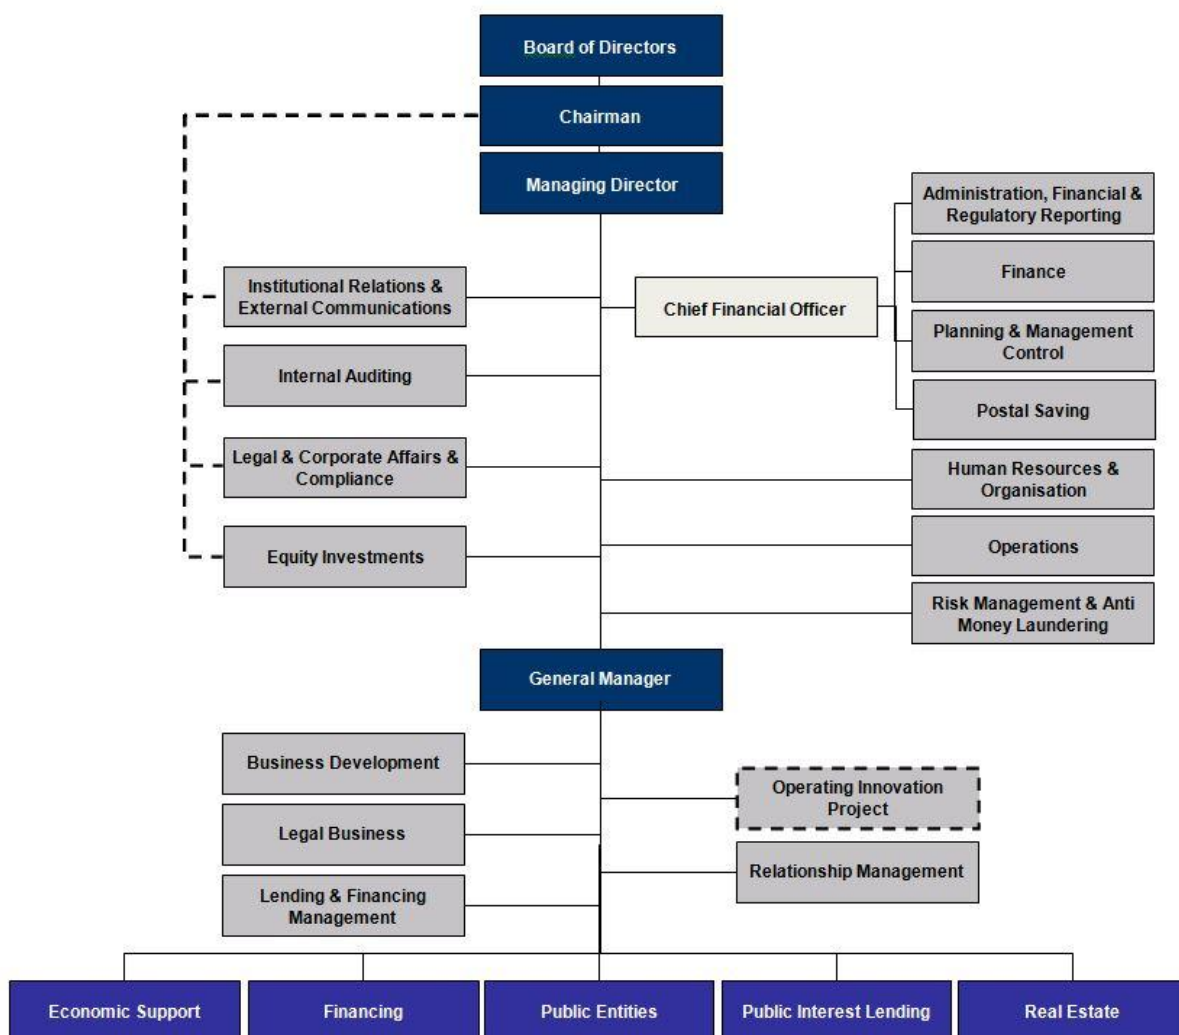 Board of Directors
Chairman
Managing Director
Administration, Financial &
Regulatory Reporting
Institutional Relations &
External Communications
Finance
Chief Financial Officer
Planning & Management
Control
Internal Auditing
Postal Saving
Legal & Corporate Affairs &
Compliance
Human Resources &
Organisation
Equity Investments
Operations
Risk Management & Anti
Money Laundering
General Manager
Business Development
Operating Innovation
Project
Legal Business
Relationship Management
Lending & Financing
Management
Economic Support
Financing
Public Entities
Public Interest Lending
Real Estate